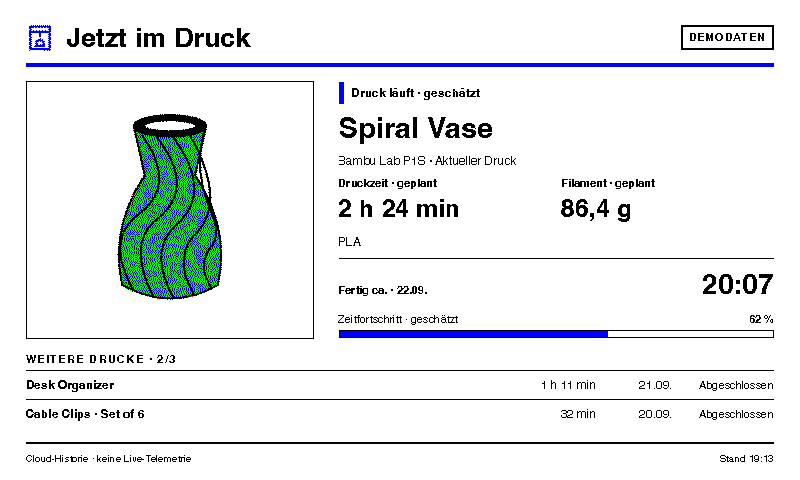 Jetzt im Druck
DEMODATEN
Druck läuft · geschätzt
Spiral Vase
Bambu Lab P1S · Aktueller Druck
Druckzeit · geplant
Filament · geplant
2 h 24 min
86,4 g
PLA
Fertig ca. · 22.09.
20:07
Zeitfortschritt · geschätzt
62 %
WEITERE DRUCKE · 2/3
Desk Organizer 1 h 11 min 21.09. Abgeschlossen
Cable Clips · Set of 6 32 min 20.09. Abgeschlossen
Cloud-Historie · keine Live-Telemetrie
Stand 19:13